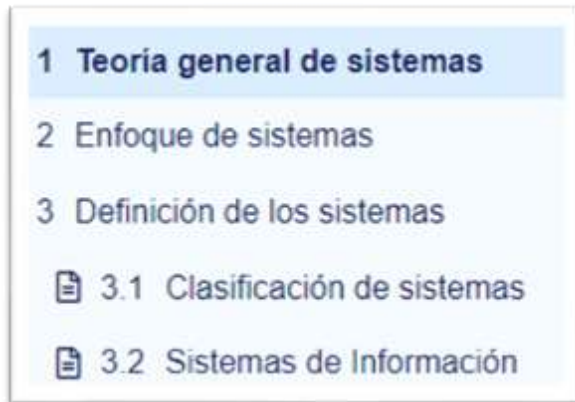 1 Teoría general de sistemas
2 Enfoque de sistemas
3 Definición de los sistemas
3.1 Clasificación de sistemas
3.2 Sistemas de Información